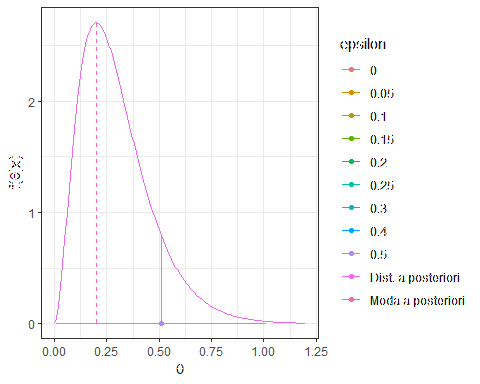 epsilon
0
0.05
0.1
0.15
0.2
0.25
0.3
0.4
0.5
Dist. a posteriori
Moda a posteriori
f(θ|x)
2
1
0
0.00 0.25 0.50 0.75 1.00 1.25
θ